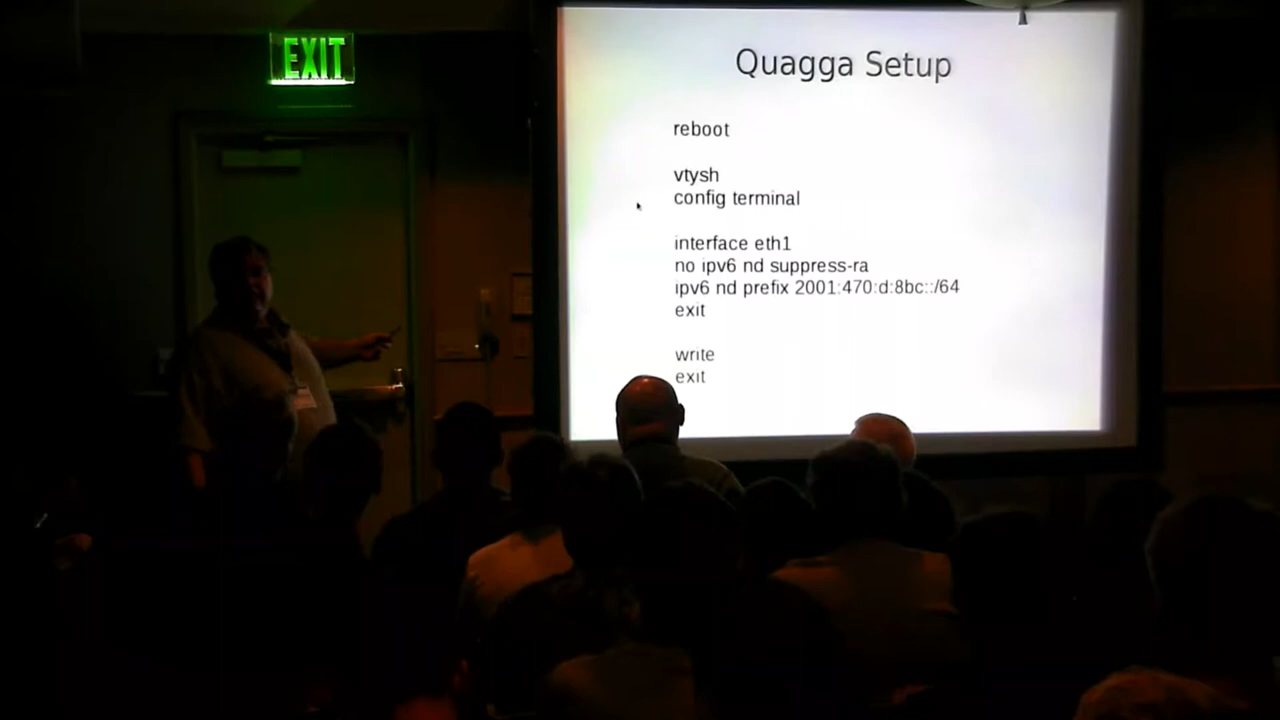 EXIT
Quagga Setup
reboot
vtysh
config terminal
interface eth1
no ipv6 nd suppress-ra
ipv6 nd prefix 2001:470:d:8bc::/64
exit
write
exit